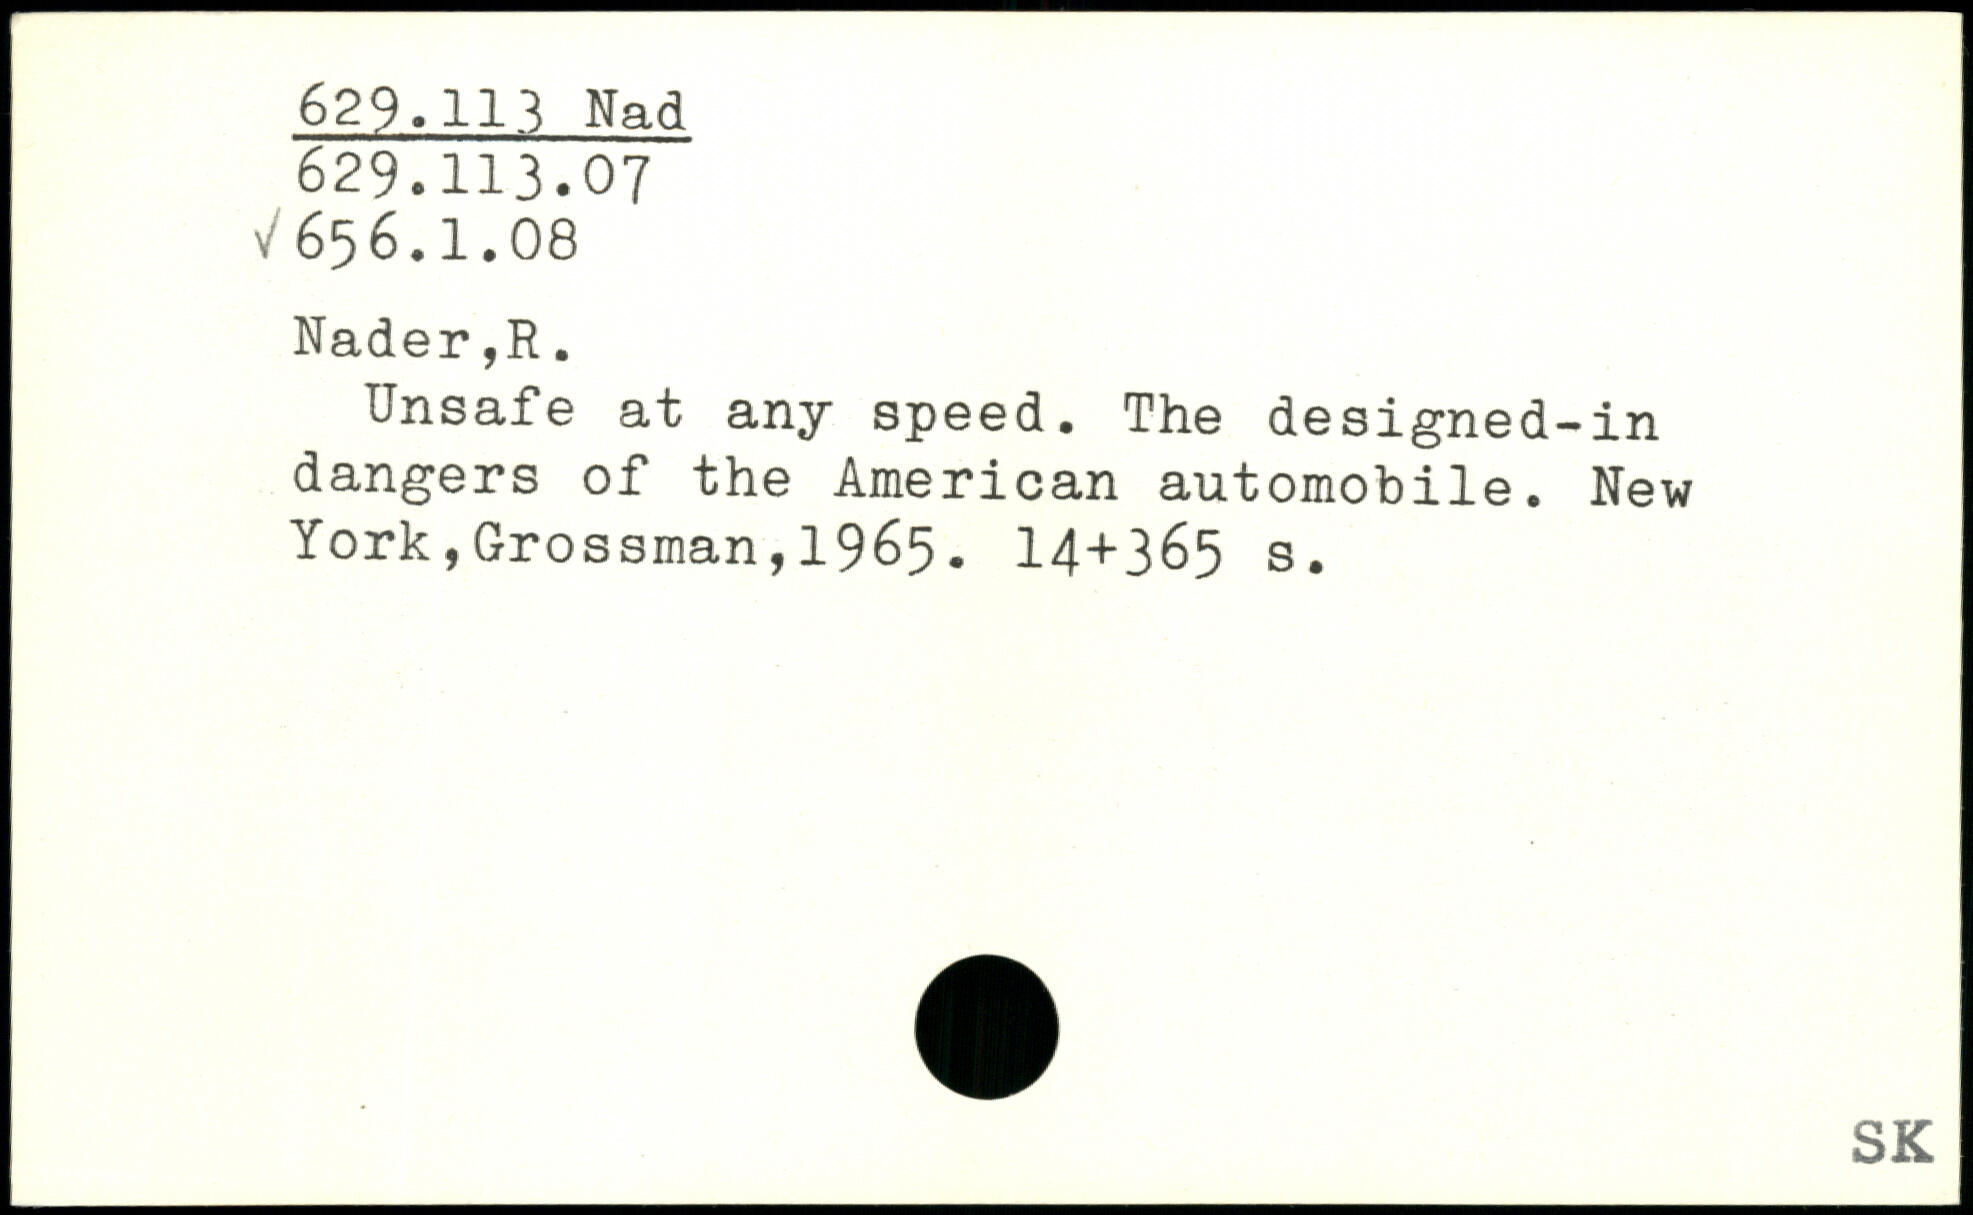 629.113 Nad
629.113.07
√ 656.1.08
Nader,R.
Unsafe at any speed. The designed-in
dangers of the American automobile. New
York,Grossman,1965. 14+365 s.
SK